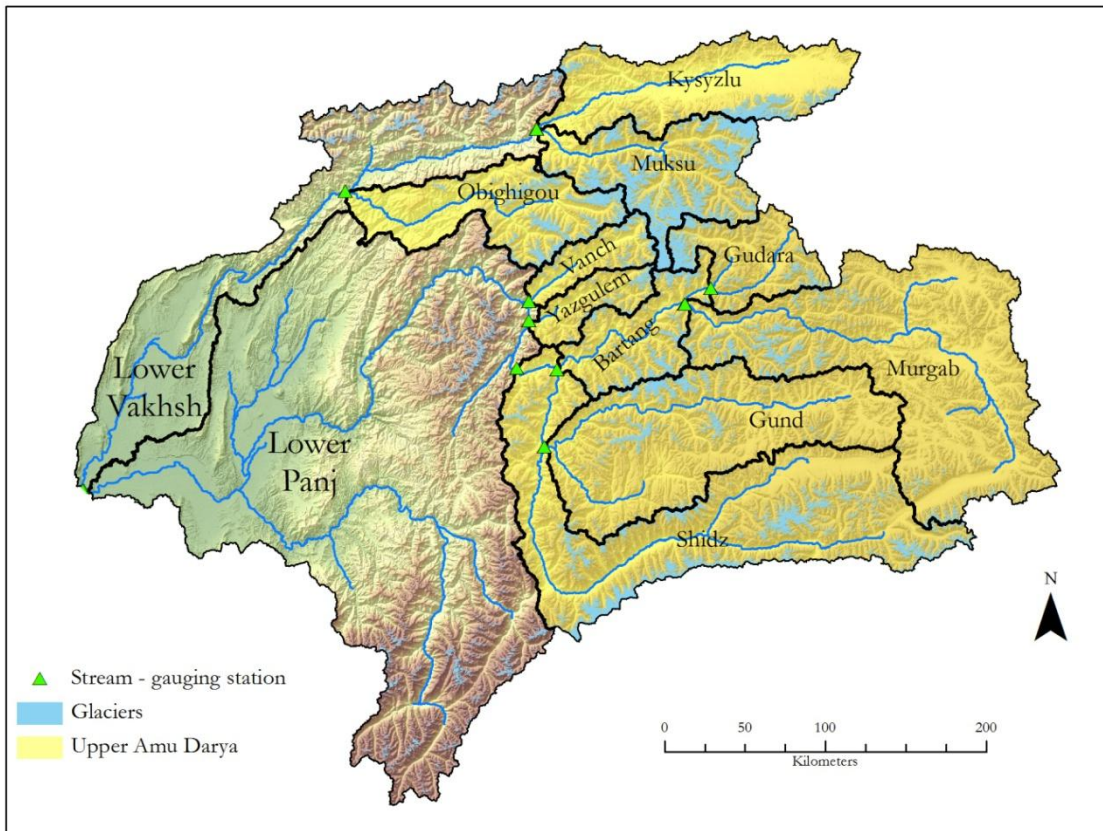 Kysyzlu
Muksu
Obighigou
Vanch
Gudara
Yazgulem
Bartang
Murgab
Lower
Vakhsh
Gund
Lower
Panj
Shidz
N
Stream - gauging station
Glaciers
Upper Amu Darya
0 50 100 200
Kilometers